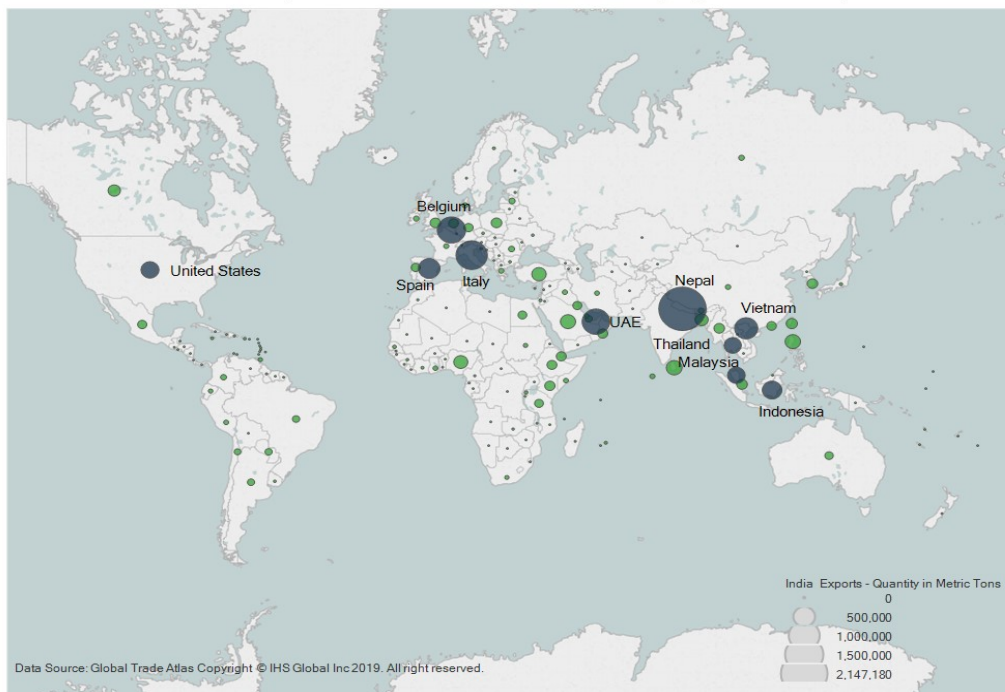 Belgium
United States
Spain
Italy
UAE
Nepal
Vietnam
Thailand
Malaysia
Indonesia
India Exports - Quantity in Metric Tons
0
500,000
1,000,000
1,500,000
2,147,180
Data Source: Global Trade Atlas Copyright © IHS Global Inc 2019. All right reserved.